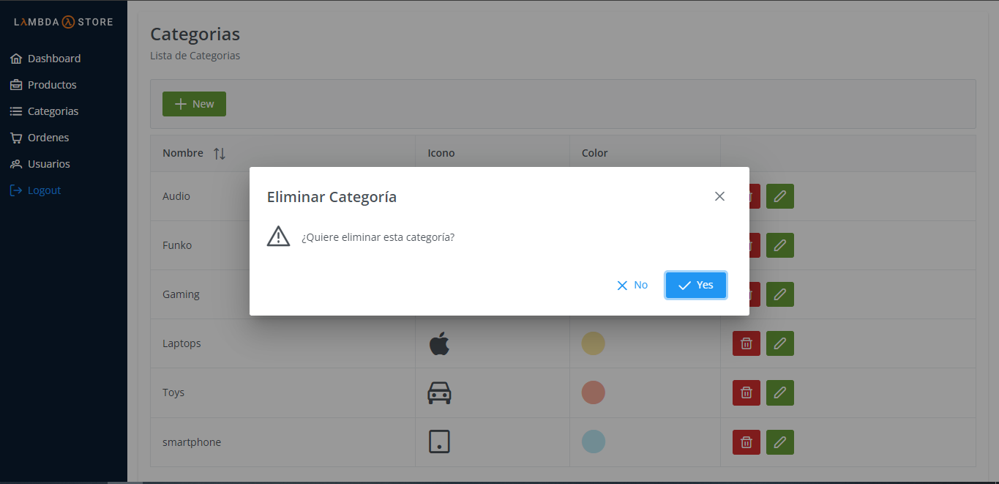 LλMBDA λ STORE
Dashboard
Productos
Categorias
Ordenes
Usuarios
Logout
Categorias
Lista de Categorias
New
Nombre Icono Color
Audio
Funko
Gaming
Laptops
Toys
smartphone
Eliminar Categoría
¿Quiere eliminar esta categoría?
No Yes